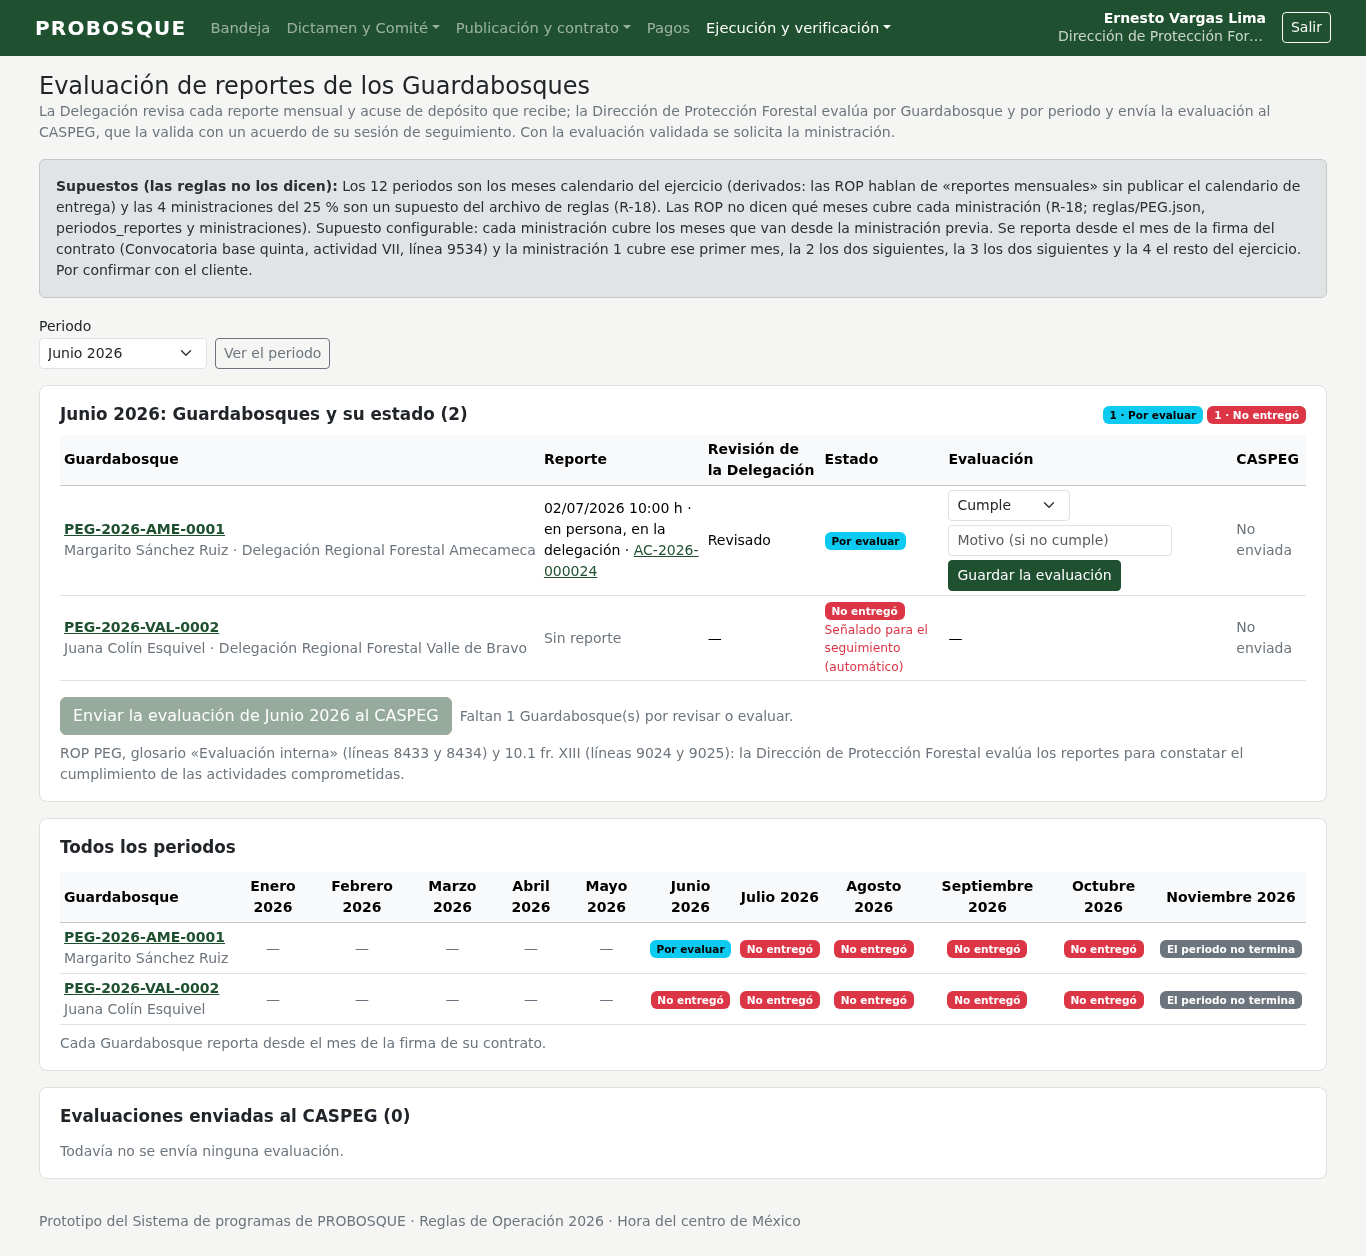 PROBOSQUE
Bandeja
Dictamen y Comité
Publicación y contrato
Pagos
Ejecución y verificación
Ernesto Vargas Lima
Dirección de Protección For...
Salir
Evaluación de reportes de los Guardabosques
La Delegación revisa cada reporte mensual y acuse de depósito que recibe; la Dirección de Protección Forestal evalúa por Guardabosque y por periodo y envía la evaluación al
CASPEG, que la valida con un acuerdo de su sesión de seguimiento. Con la evaluación validada se solicita la ministración.
Supuestos (las reglas no los dicen): Los 12 periodos son los meses calendario del ejercicio (derivados: las ROP hablan de «reportes mensuales» sin publicar el calendario de
entrega) y las 4 ministraciones del 25 % son un supuesto del archivo de reglas (R-18). Las ROP no dicen qué meses cubre cada ministración (R-18; reglas/PEG.json,
periodos_reportes y ministraciones). Supuesto configurable: cada ministración cubre los meses que van desde la ministración previa. Se reporta desde el mes de la firma del
contrato (Convocatoria base quinta, actividad VII, línea 9534) y la ministración 1 cubre ese primer mes, la 2 los dos siguientes, la 3 los dos siguientes y la 4 el resto del ejercicio.
Por confirmar con el cliente.
Periodo
Junio 2026
Ver el periodo
Junio 2026: Guardabosques y su estado (2)
1 · Por evaluar
1 · No entregó
Guardabosque
Reporte
Revisión de
la Delegación
Estado
Evaluación
CASPEG
PEG-2026-AME-0001
Margarito Sánchez Ruiz · Delegación Regional Forestal Amecameca
02/07/2026 10:00 h ·
en persona, en la
delegación · AC-2026-
000024
Revisado
Por evaluar
Cumple
Motivo (si no cumple)
Guardar la evaluación
No
enviada
PEG-2026-VAL-0002
Juana Colín Esquivel · Delegación Regional Forestal Valle de Bravo
Sin reporte
—
No entregó
Señalado para el
seguimiento
(automático)
—
No
enviada
Enviar la evaluación de Junio 2026 al CASPEG
Faltan 1 Guardabosque(s) por revisar o evaluar.
ROP PEG, glosario «Evaluación interna» (líneas 8433 y 8434) y 10.1 fr. XIII (líneas 9024 y 9025): la Dirección de Protección Forestal evalúa los reportes para constatar el
cumplimiento de las actividades comprometidas.
Todos los periodos
Guardabosque
Enero
2026
Febrero
2026
Marzo
2026
Abril
2026
Mayo
2026
Junio
2026
Julio 2026
Agosto
2026
Septiembre
2026
Octubre
2026
Noviembre 2026
PEG-2026-AME-0001
Margarito Sánchez Ruiz
— — — — —
Por evaluar
No entregó
No entregó
No entregó
No entregó
El periodo no termina
PEG-2026-VAL-0002
Juana Colín Esquivel
— — — — —
No entregó
No entregó
No entregó
No entregó
No entregó
El periodo no termina
Cada Guardabosque reporta desde el mes de la firma de su contrato.
Evaluaciones enviadas al CASPEG (0)
Todavía no se envía ninguna evaluación.
Prototipo del Sistema de programas de PROBOSQUE · Reglas de Operación 2026 · Hora del centro de México